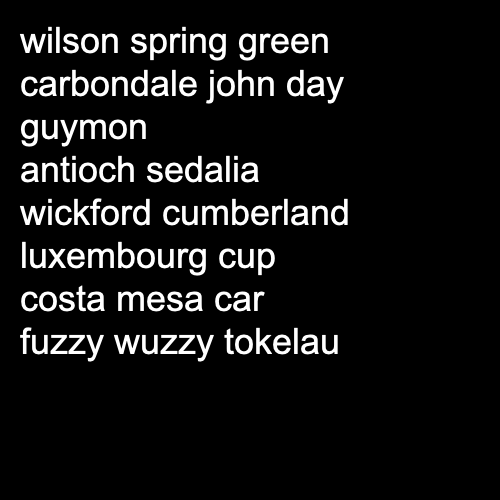 wilson spring green
carbondale john day
guymon
antioch sedalia
wickford cumberland
luxembourg cup
costa mesa car
fuzzy wuzzy tokelau